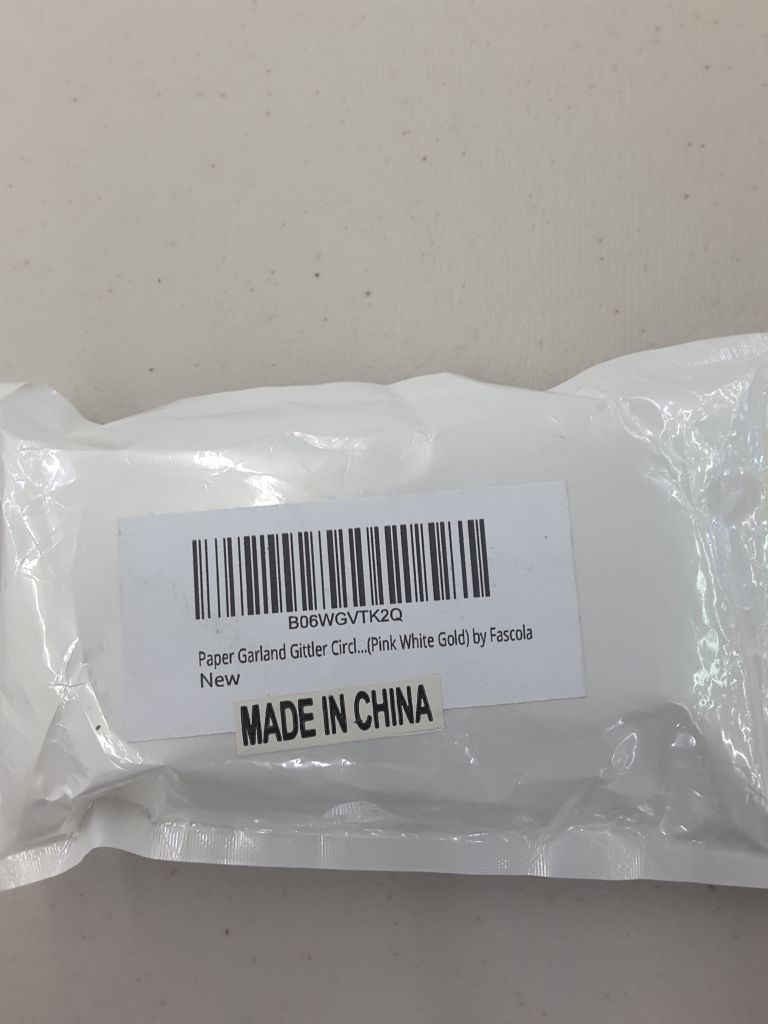 B06WGVTK2Q
Paper Garland Gittler Circl...(Pink White Gold) by Fascola
New
MADE IN CHINA